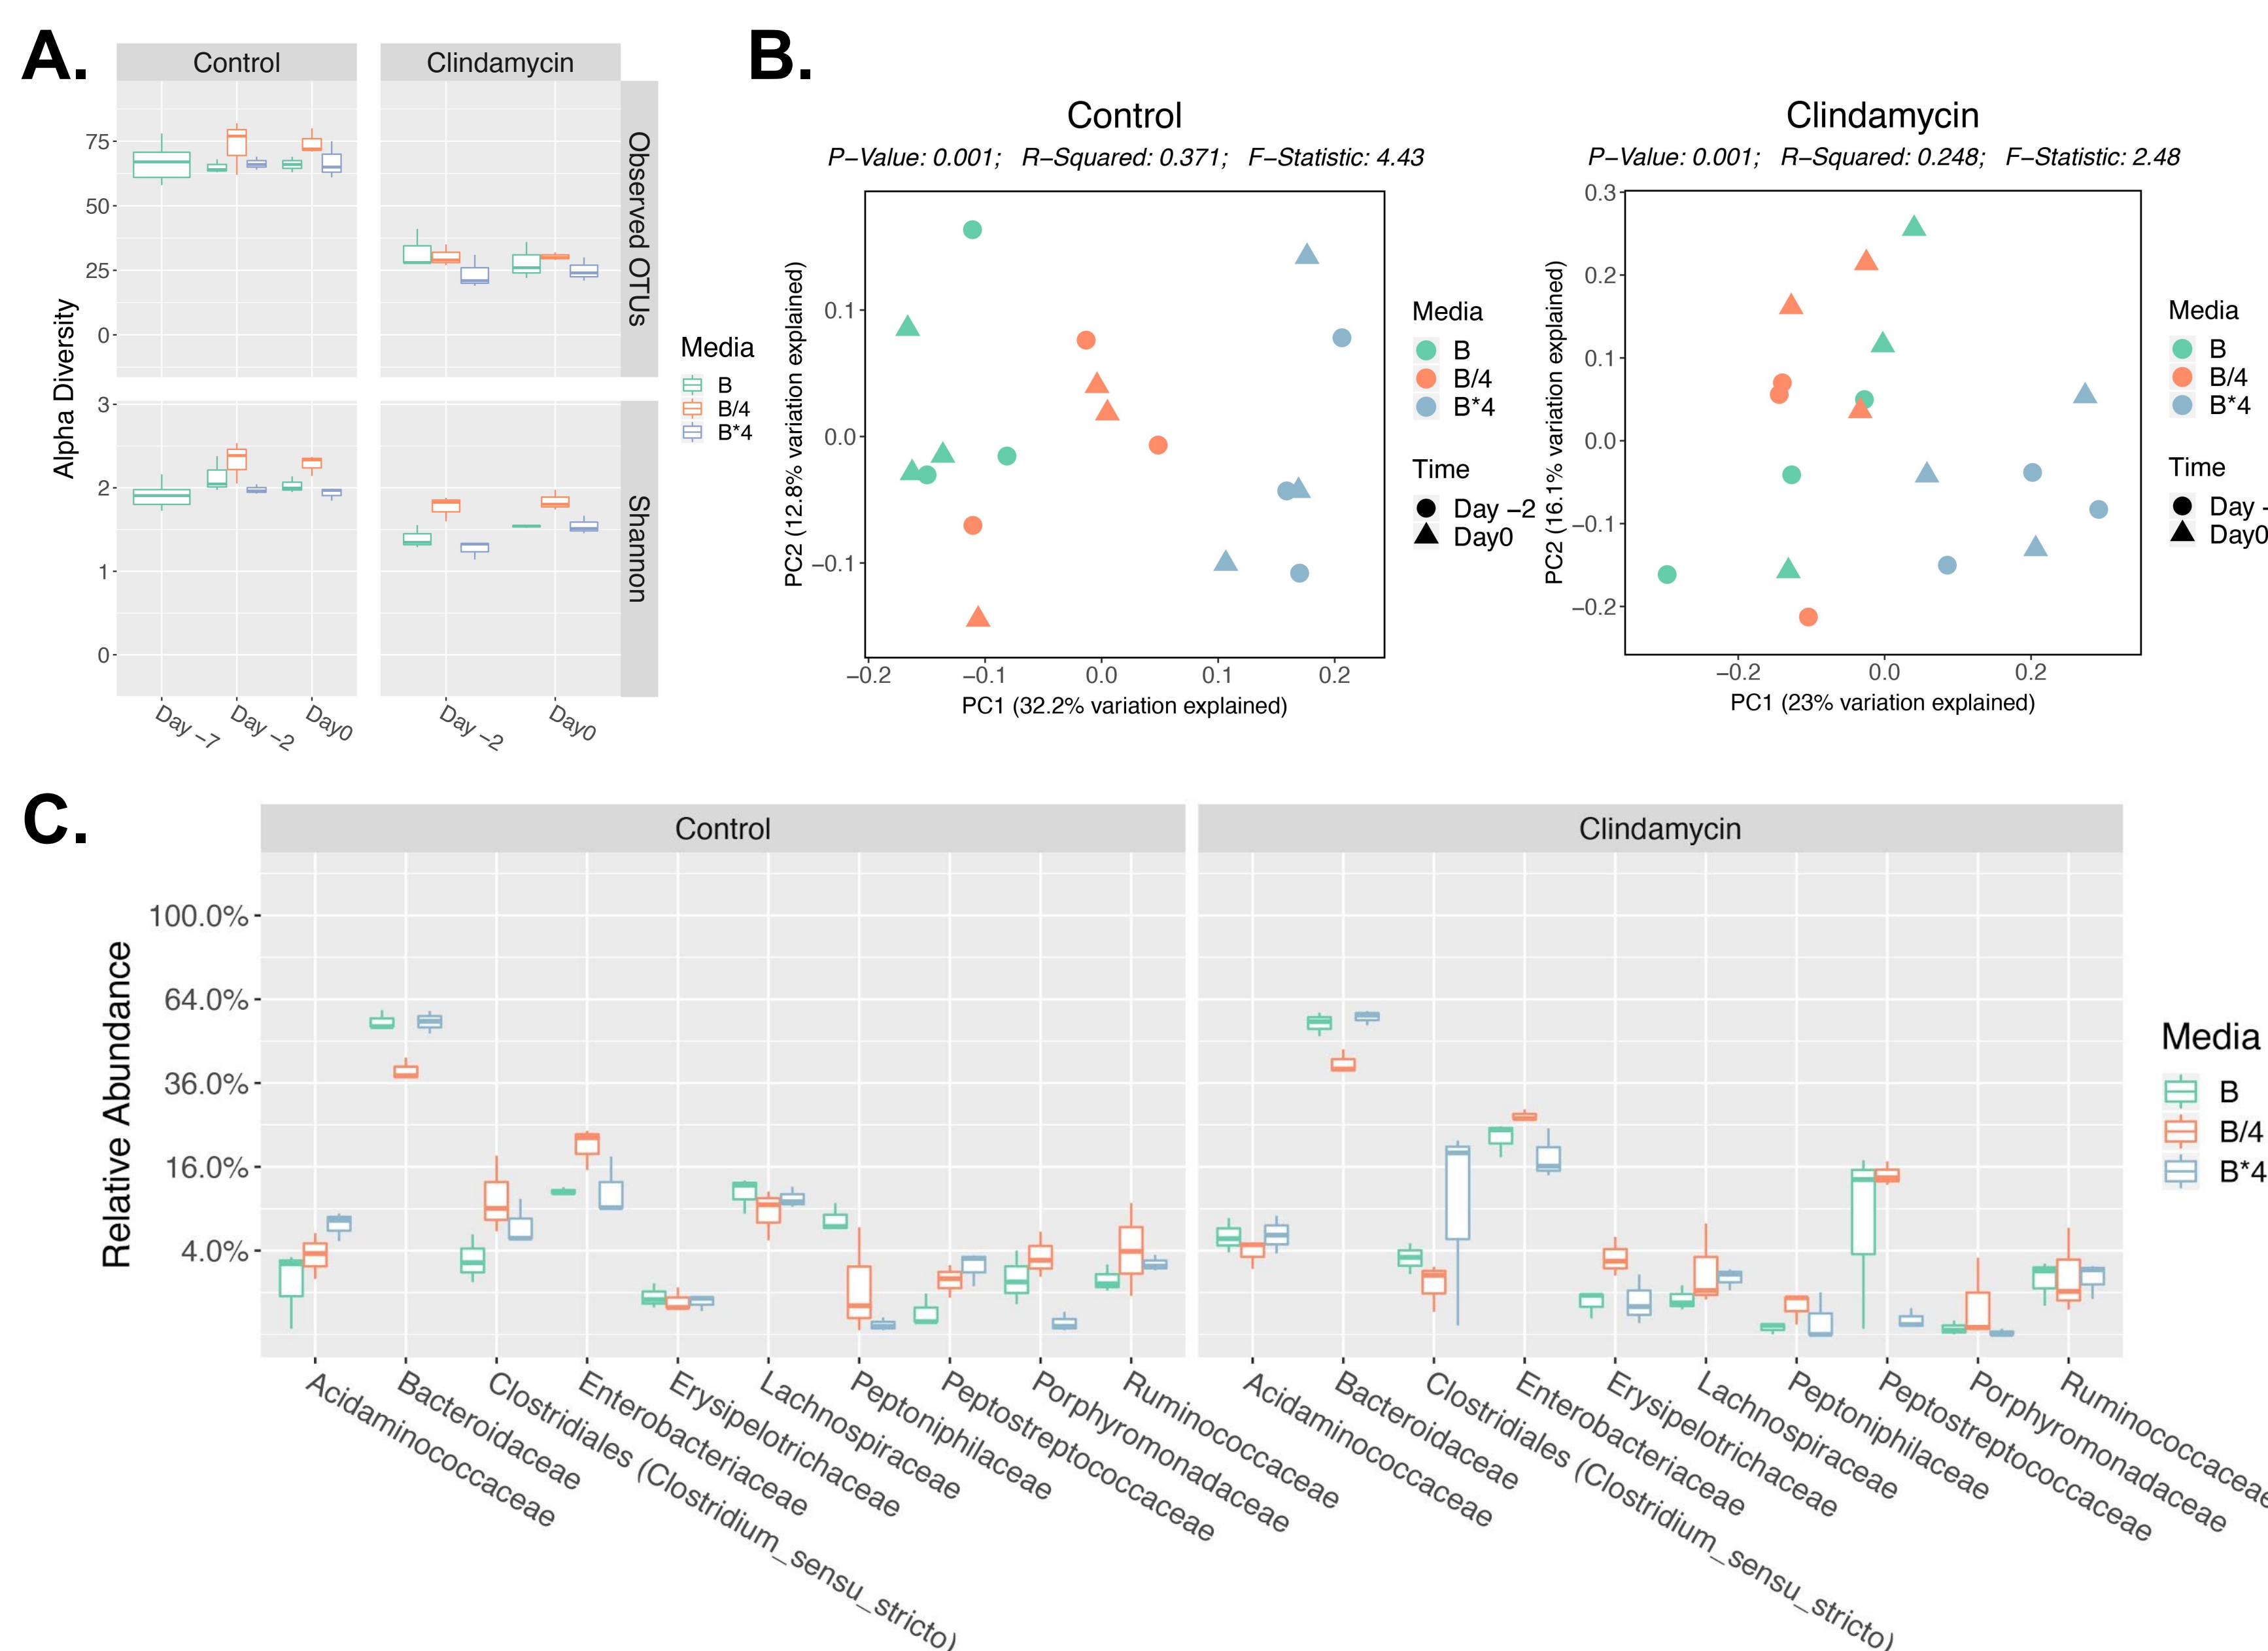 A.
Control
Clindamycin
Alpha Diversity
75
50
25
0
Observed OTUs
3
2
1
0
Shannon
Day −7
Day −2
Day0
Day −2
Day0
Media
B
B/4
B*4
B.
Control
P−Value: 0.001; R−Squared: 0.371; F−Statistic: 4.43
PC2 (12.8% variation explained)
0.1
0.0
−0.1
−0.2
−0.1
0.0
0.1
0.2
PC1 (32.2% variation explained)
Media
B
B/4
B*4
Time
Day −2
Day0
Clindamycin
P−Value: 0.001; R−Squared: 0.248; F−Statistic: 2.48
PC2 (16.1% variation explained)
0.3
0.2
0.1
0.0
−0.1
−0.2
−0.2
0.0
0.2
PC1 (23% variation explained)
Media
B
B/4
B*4
Time
Day -
Day0
C.
Control
Clindamycin
Relative Abundance
100.0%
64.0%
36.0%
16.0%
4.0%
Acidaminococcaceae
Bacteroidaceae
Clostridiales (Clostridium_sensu_stricto)
Enterobacteriaceae
Erysipelotrichaceae
Lachnospiraceae
Peptoniphilaceae
Peptostreptococcaceae
Porphyromonadaceae
Ruminococcaceae
Acidaminococcaceae
Bacteroidaceae
Clostridiales (Clostridium_sensu_stricto)
Enterobacteriaceae
Erysipelotrichaceae
Lachnospiraceae
Peptoniphilaceae
Peptostreptococcaceae
Porphyromonadaceae
Ruminococcaceae
Media
B
B/4
B*4